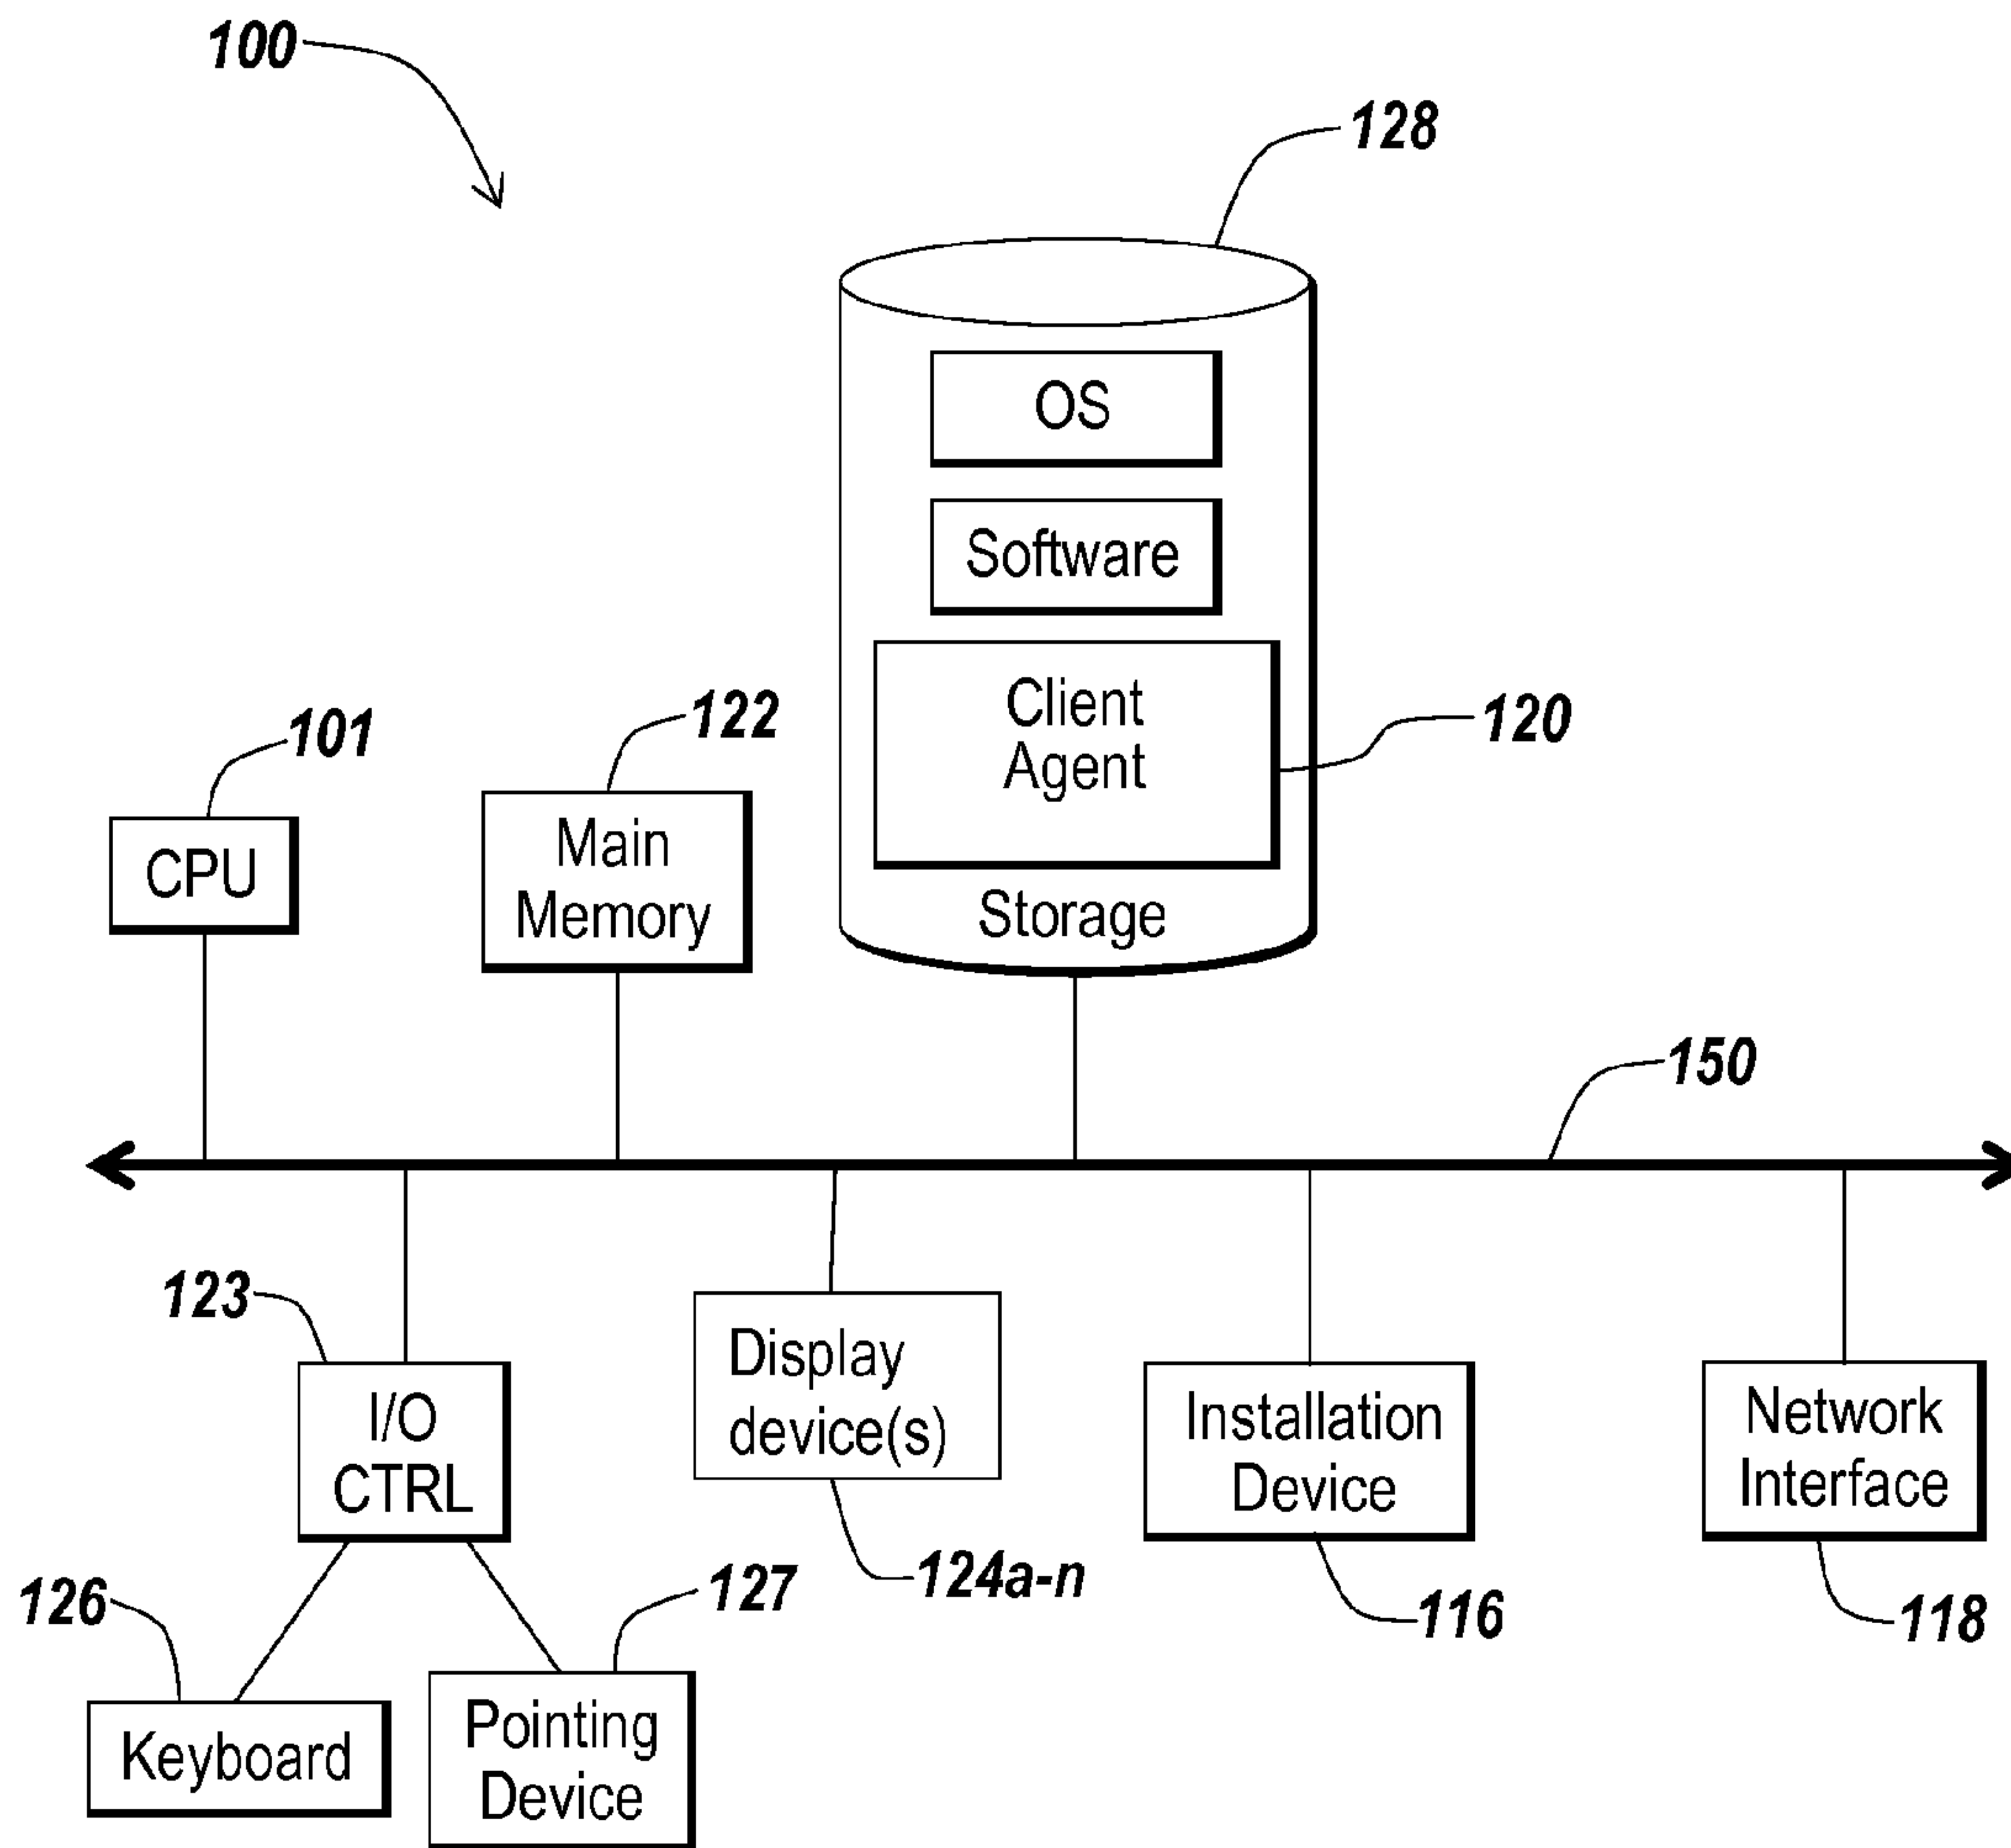 100
128
OS
Software
Client
Agent
120
Storage
101
CPU
122
Main
Memory
150
123
I/O
CTRL
Display
device(s)
124a-n
Installation
Device
116
Network
Interface
118
126
Keyboard
127
Pointing
Device